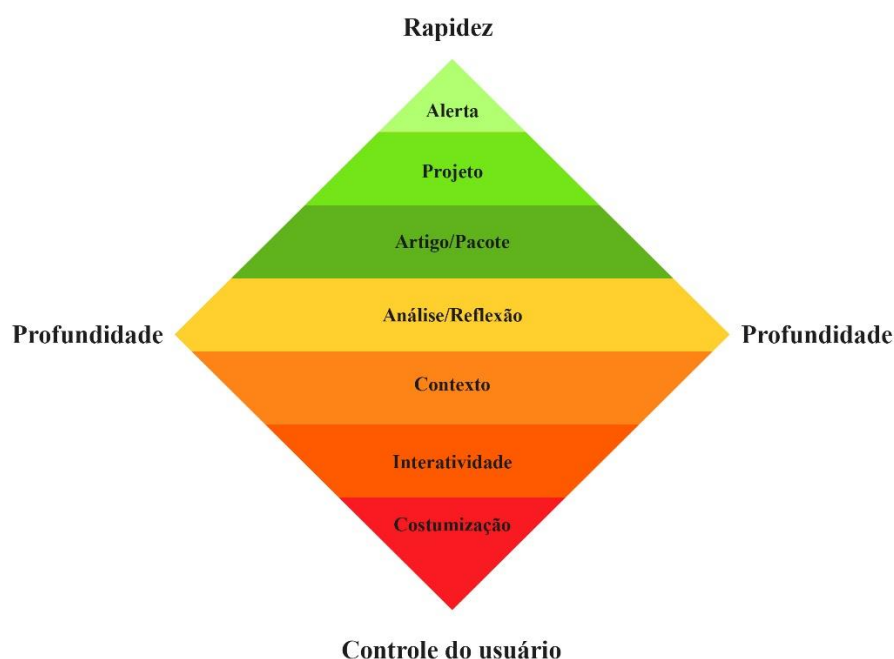 Rapidez
Alerta
Projeto
Artigo/Pacote
Análise/Reflexão
Profundidade
Profundidade
Contexto
Interatividade
Costumização
Controle do usuário